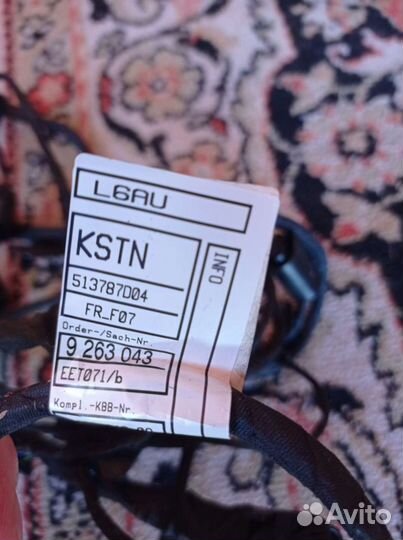 L6AU
KSTN
INFO
513787D04
FR_F07
Order-/Sach-Nr.
9 263 043
EET071/b
Kompl.-KBB-Nr.
Avito